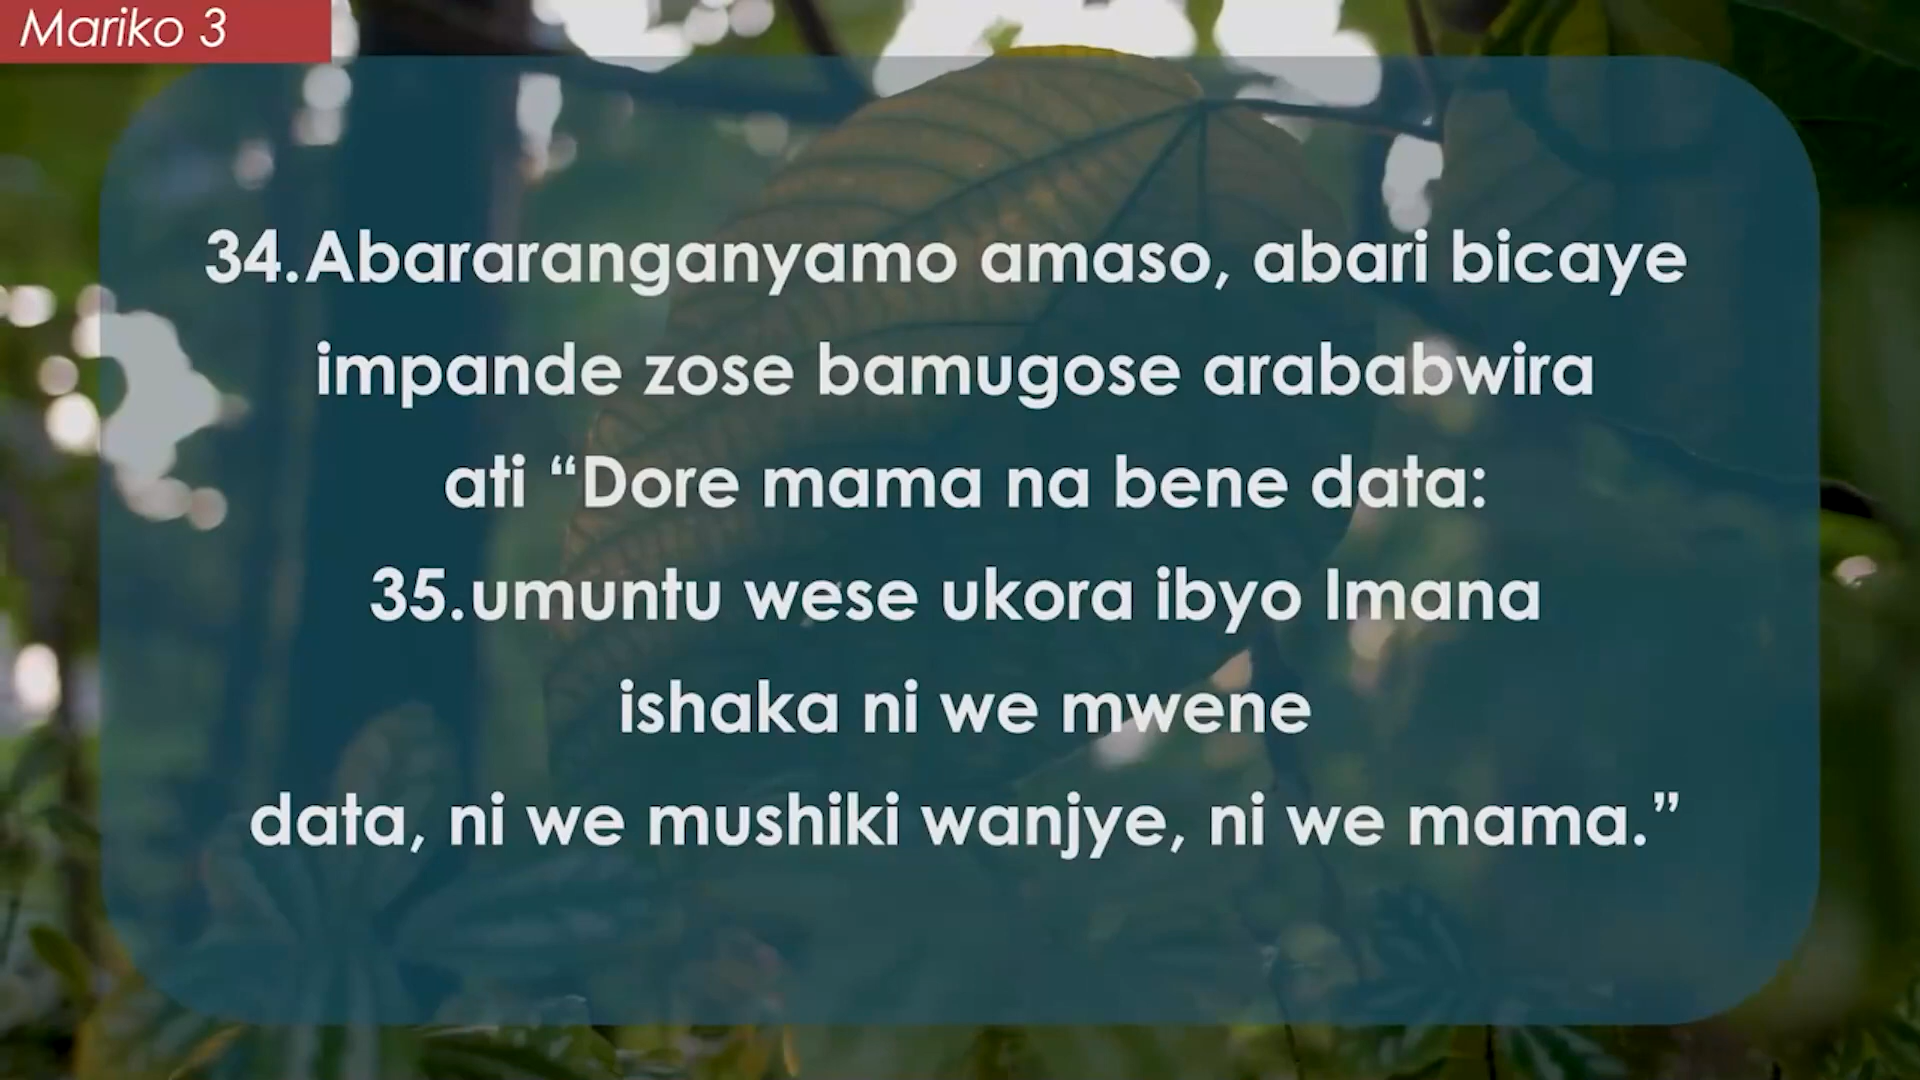 Mariko 3
34.Abararanganyamo amaso, abari bicaye
impande zose bamugose arababwira
ati “Dore mama na bene data:
35.umuntu wese ukora ibyo Imana
ishaka ni we mwene
data, ni we mushiki wanjye, ni we mama.”